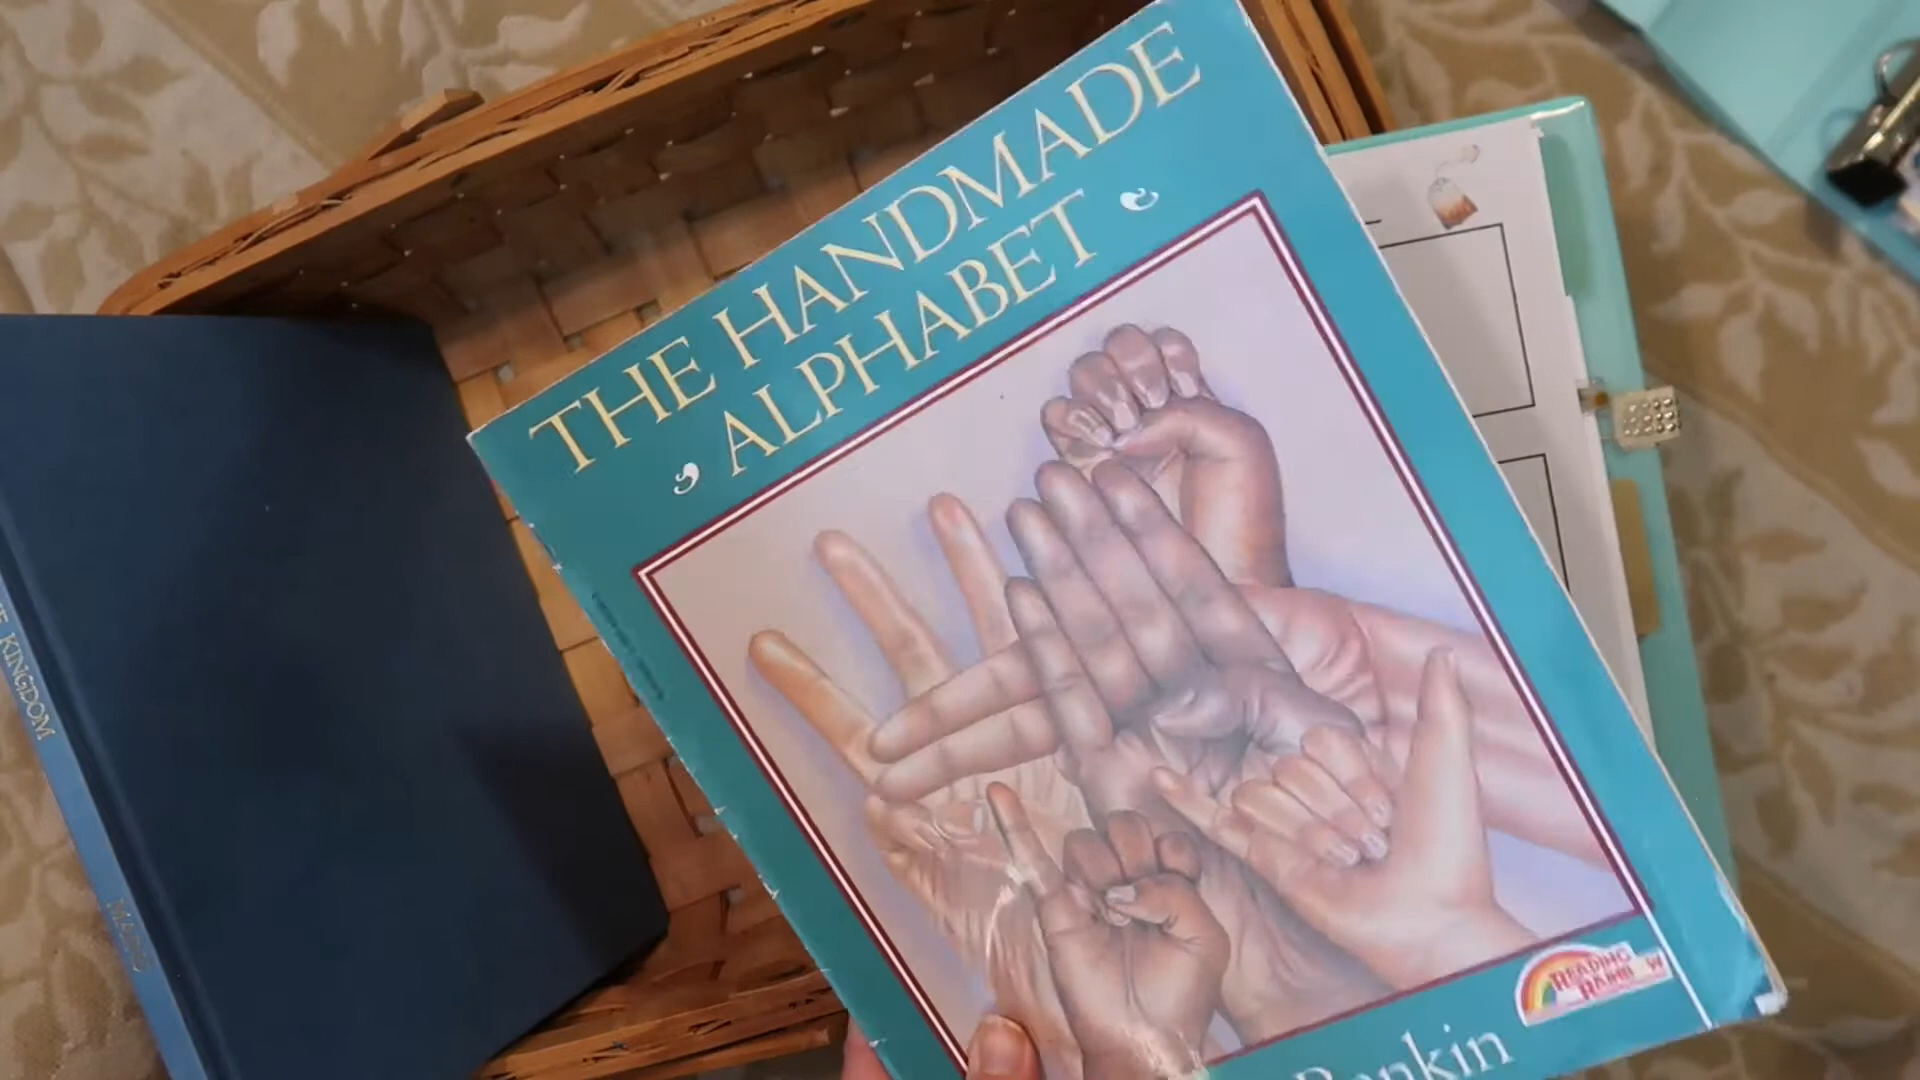 THE HANDMADE
ALPHABET
Rankin
READING
RAINBOW
KINGDOM